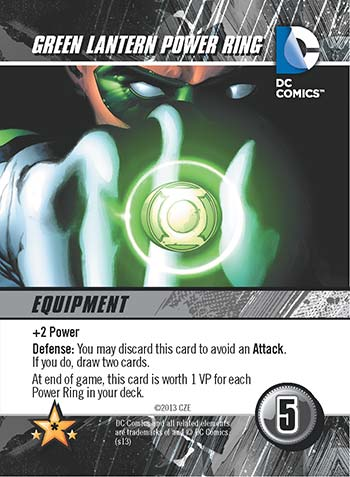 GREEN LANTERN POWER RING
DC
COMICS™
EQUIPMENT
+2 Power
Defense: You may discard this card to avoid an Attack.
If you do, draw two cards.
At end of game, this card is worth 1 VP for each
Power Ring in your deck.
©2013 CZE
*
5
DC Comics and all related elements
are trademarks of and © DC Comics.
(s13)